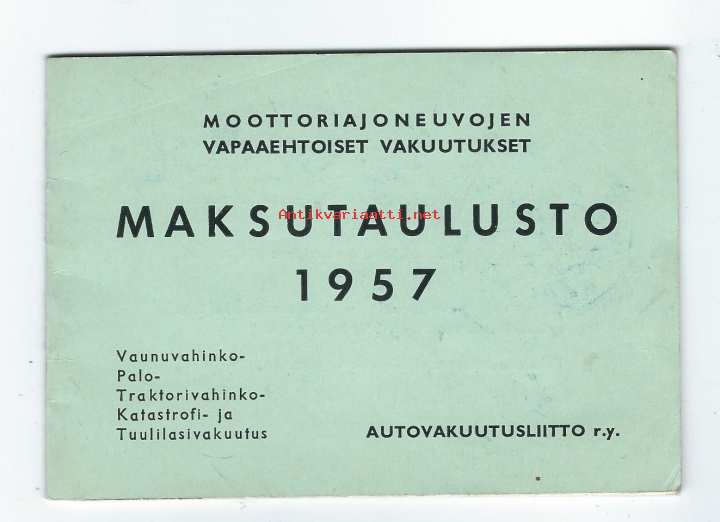 MOOTTORIAJONEUVOJEN
VAPAAEHTOISET VAKUUTUKSET
MAKSUTAULUSTO
Antikvariaatti.net
1957
Vaunuvahinko-
Palo-
Traktorivahinko-
Katastrofi- ja
Tuulilasivakuutus
AUTOVAKUUTUSLIITTO r.y.